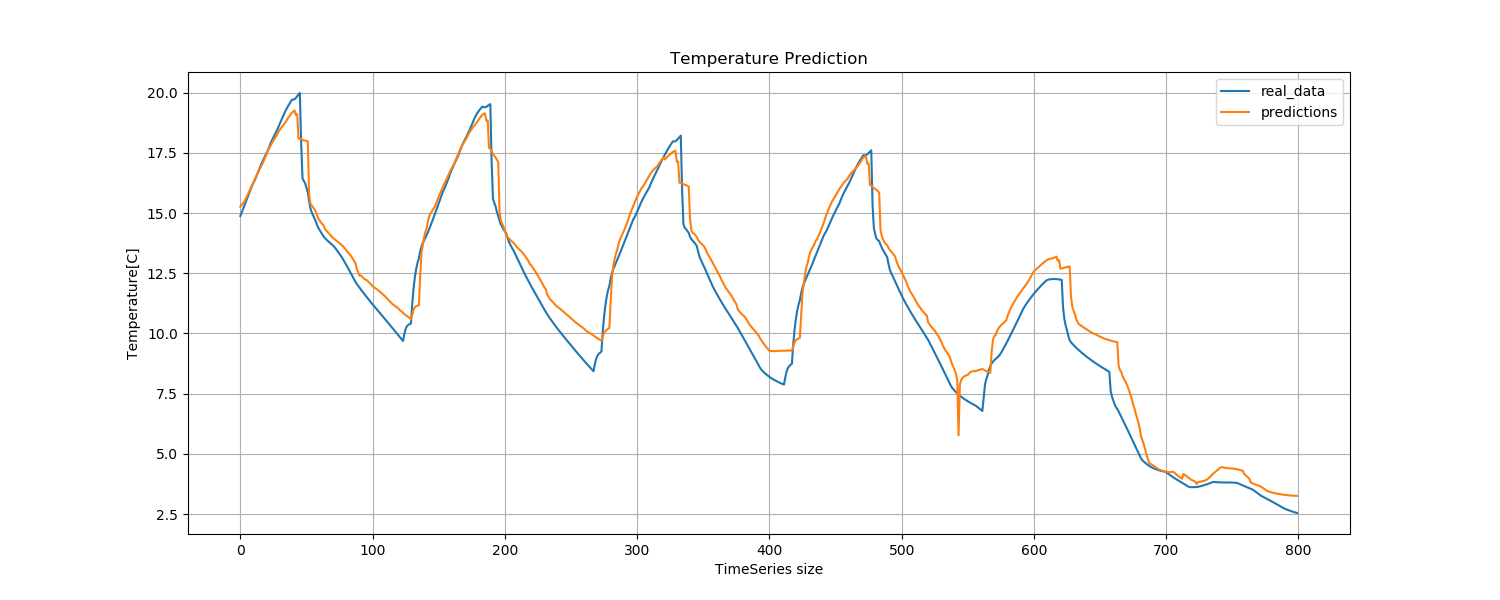 Temperature Prediction
real_data
predictions
Temperature[C]
20.0
17.5
15.0
12.5
10.0
7.5
5.0
2.5
0 100 200 300 400 500 600 700 800
TimeSeries size